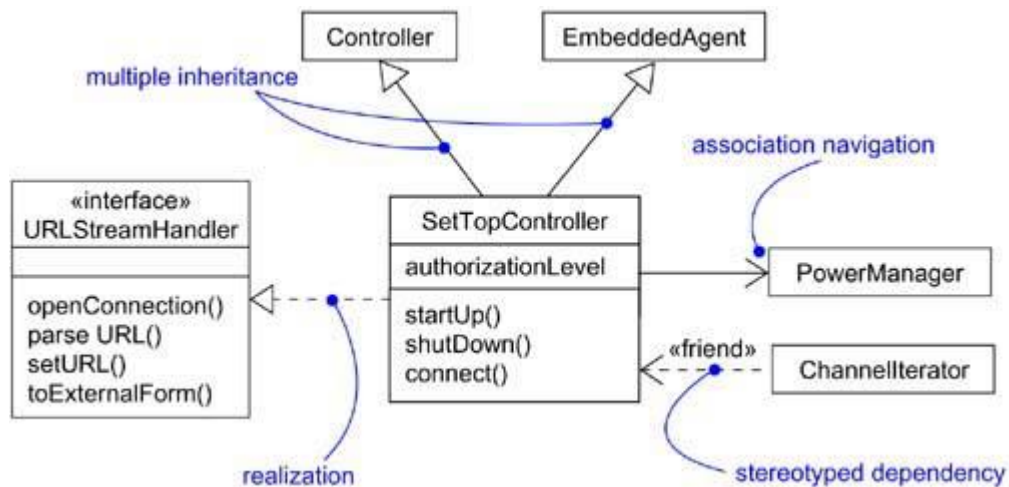 Controller
EmbeddedAgent
multiple inheritance
association navigation
«interface»
URLStreamHandler
openConnection()
parse URL()
setURL()
toExternalForm()
SetTopController
authorizationLevel
startUp()
shutDown()
connect()
PowerManager
«friend»
ChannelIterator
realization
stereotyped dependency